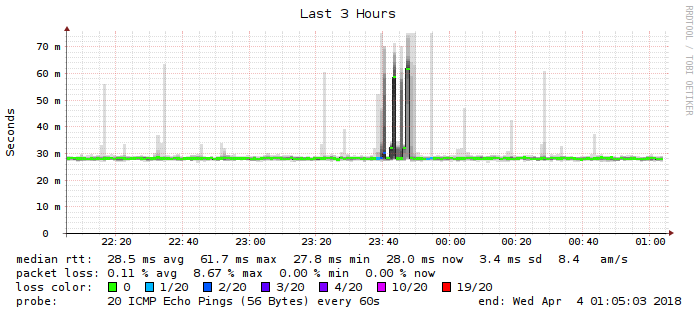 Last 3 Hours
RRDTOOL / TOBI OETIKER
Seconds
70 m
60 m
50 m
40 m
30 m
20 m
10 m
0
22:20 22:40 23:00 23:20 23:40 00:00 00:20 00:40 01:00
median rtt: 28.5 ms avg 61.7 ms max 27.8 ms min 28.0 ms now 3.4 ms sd 8.4 am/s
packet loss: 0.11 % avg 8.67 % max 0.00 % min 0.00 % now
loss color: 0 1/20 2/20 3/20 4/20 10/20 19/20
probe: 20 ICMP Echo Pings (56 Bytes) every 60s end: Wed Apr 4 01:05:03 2018